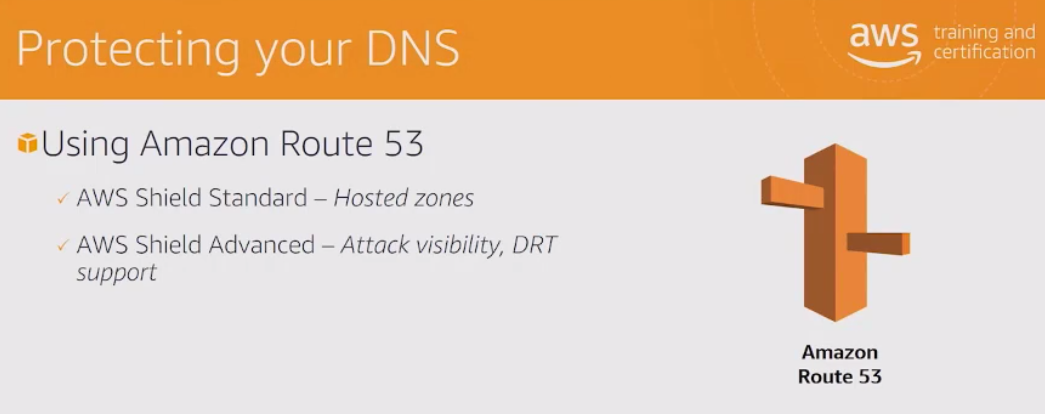 Protecting your DNS
aws training and
certification
Using Amazon Route 53
✓ AWS Shield Standard – Hosted zones
✓ AWS Shield Advanced – Attack visibility, DRT
support
Amazon
Route 53